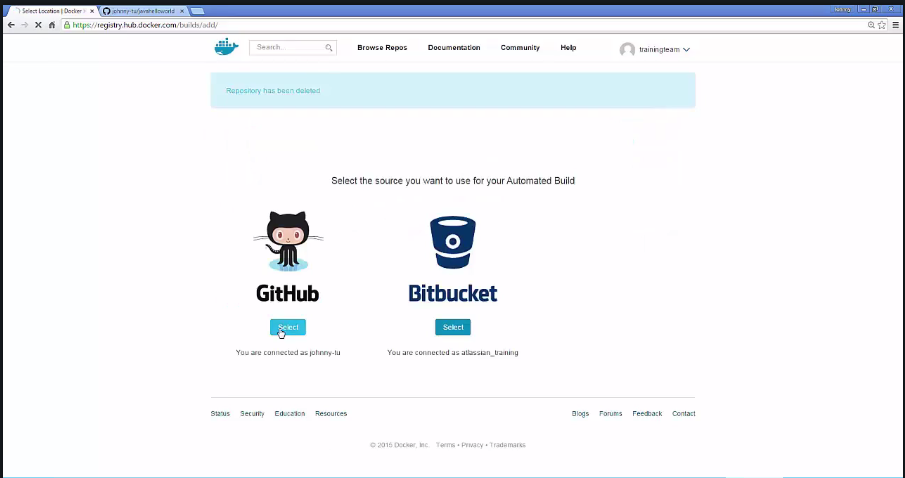 Select Location | Docker
johnny-tu/javahelloworld
https://registry.hub.docker.com/builds/add/
Search...
Browse Repos
Documentation
Community
Help
trainingteam
Repository has been deleted.
Select the source you want to use for your Automated Build
GitHub
Bitbucket
Select
Select
You are connected as johnny-tu
You are connected as atlassian_training
Status
Security
Education
Resources
Blogs
Forums
Feedback
Contact
© 2015 Docker, Inc. Terms • Privacy • Trademarks